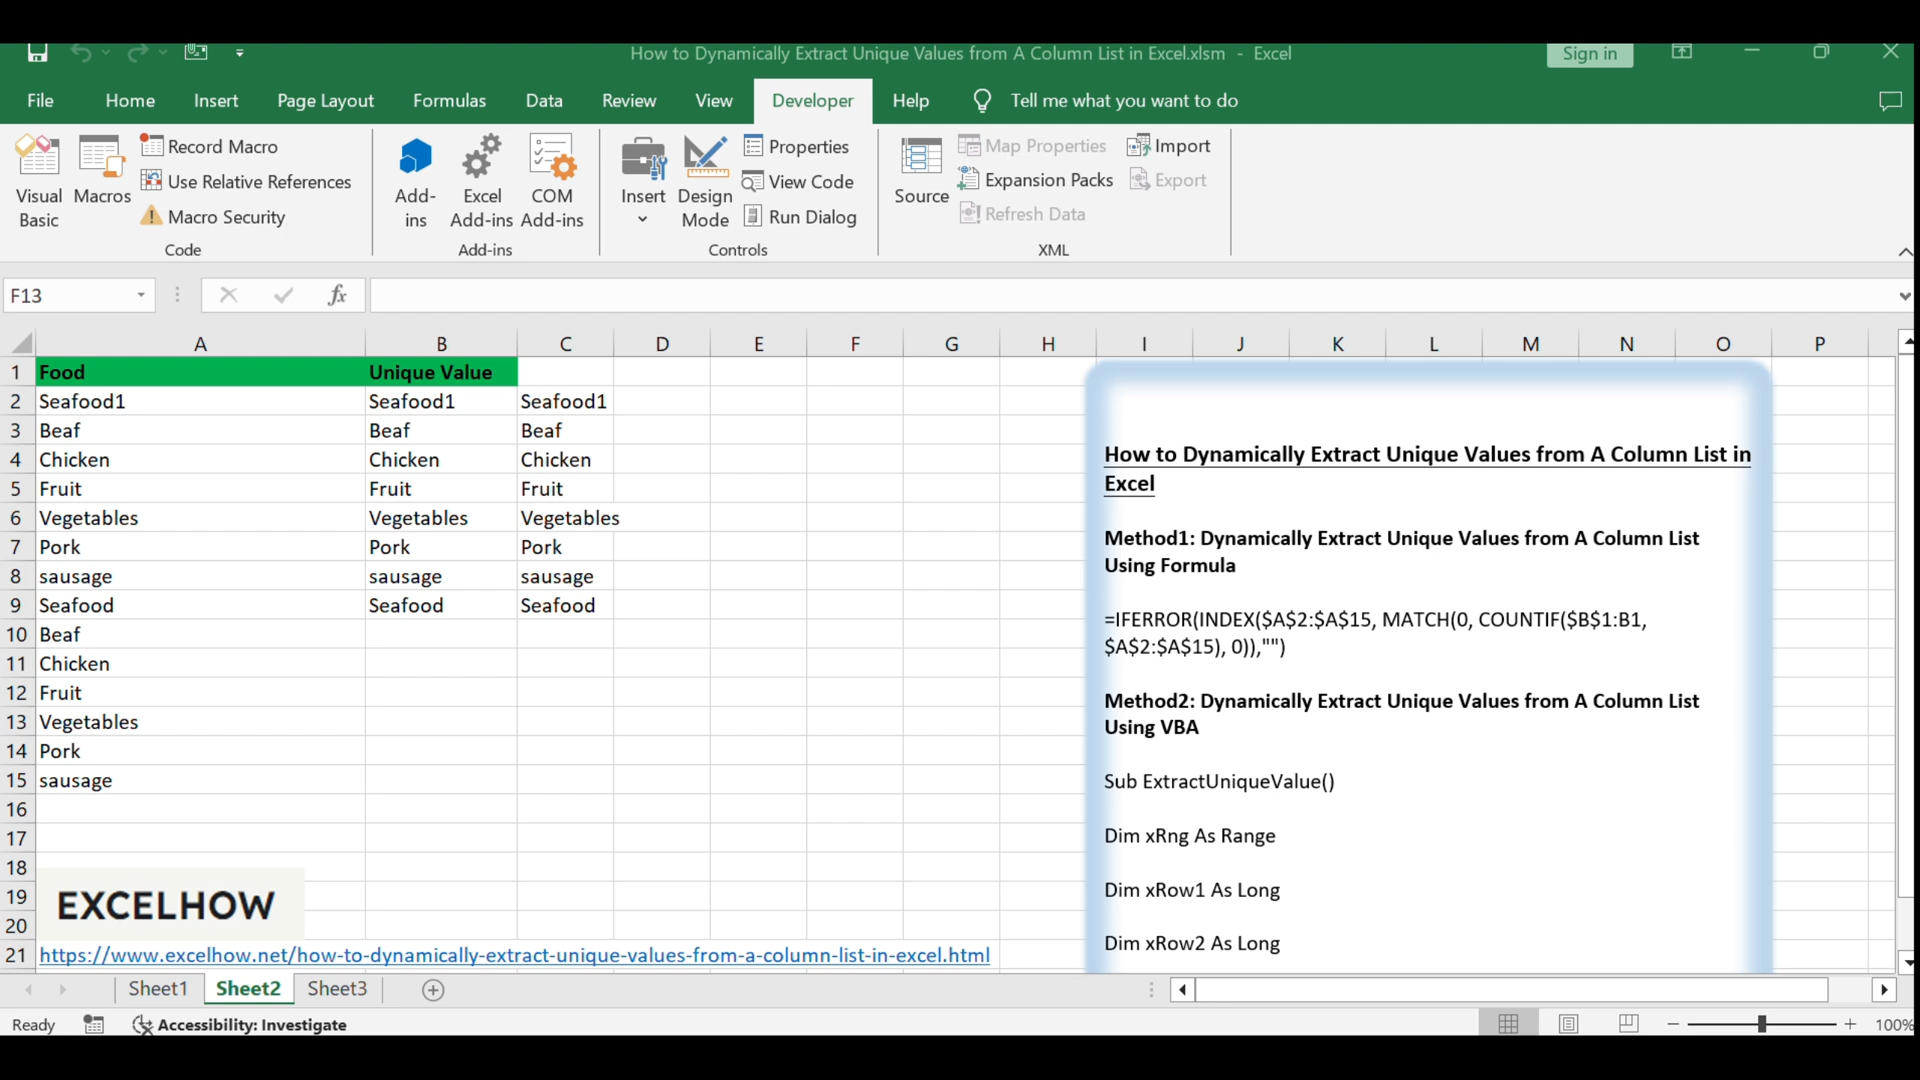 How to Dynamically Extract Unique Values from A Column List in Excel.xlsm - Excel
Sign in
File Home Insert Page Layout Formulas Data Review View Developer Help Tell me what you want to do
Visual Basic
Macros
Record Macro
Use Relative References
Macro Security
Code
Add-ins
Excel Add-ins
COM Add-ins
Add-ins
Insert
Design Mode
Properties
View Code
Run Dialog
Controls
Source
Map Properties
Expansion Packs
Refresh Data
Import
Export
XML
F13 fx
A B C D E F G H I J K L M N O P
1 Food Unique Value
2 Seafood1 Seafood1 Seafood1
3 Beaf Beaf Beaf
4 Chicken Chicken Chicken
5 Fruit Fruit Fruit
6 Vegetables Vegetables Vegetables
7 Pork Pork Pork
8 sausage sausage sausage
9 Seafood Seafood Seafood
10 Beaf
11 Chicken
12 Fruit
13 Vegetables
14 Pork
15 sausage
16
17
18
19
20
EXCELHOW
21 https://www.excelhow.net/how-to-dynamically-extract-unique-values-from-a-column-list-in-excel.html
How to Dynamically Extract Unique Values from A Column List in
Excel
Method1: Dynamically Extract Unique Values from A Column List
Using Formula
=IFERROR(INDEX($A$2:$A$15, MATCH(0, COUNTIF($B$1:B1,
$A$2:$A$15), 0)),"")
Method2: Dynamically Extract Unique Values from A Column List
Using VBA
Sub ExtractUniqueValue()
Dim xRng As Range
Dim xRow1 As Long
Dim xRow2 As Long
Sheet1 Sheet2 Sheet3
Ready Accessibility: Investigate 100%